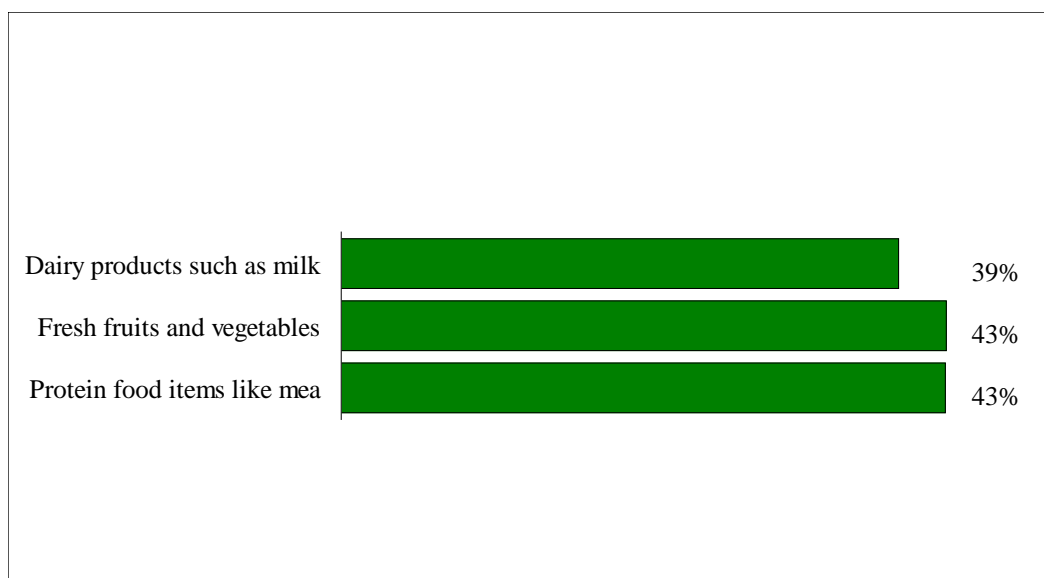 Dairy products such as milk 39%
Fresh fruits and vegetables 43%
Protein food items like mea 43%